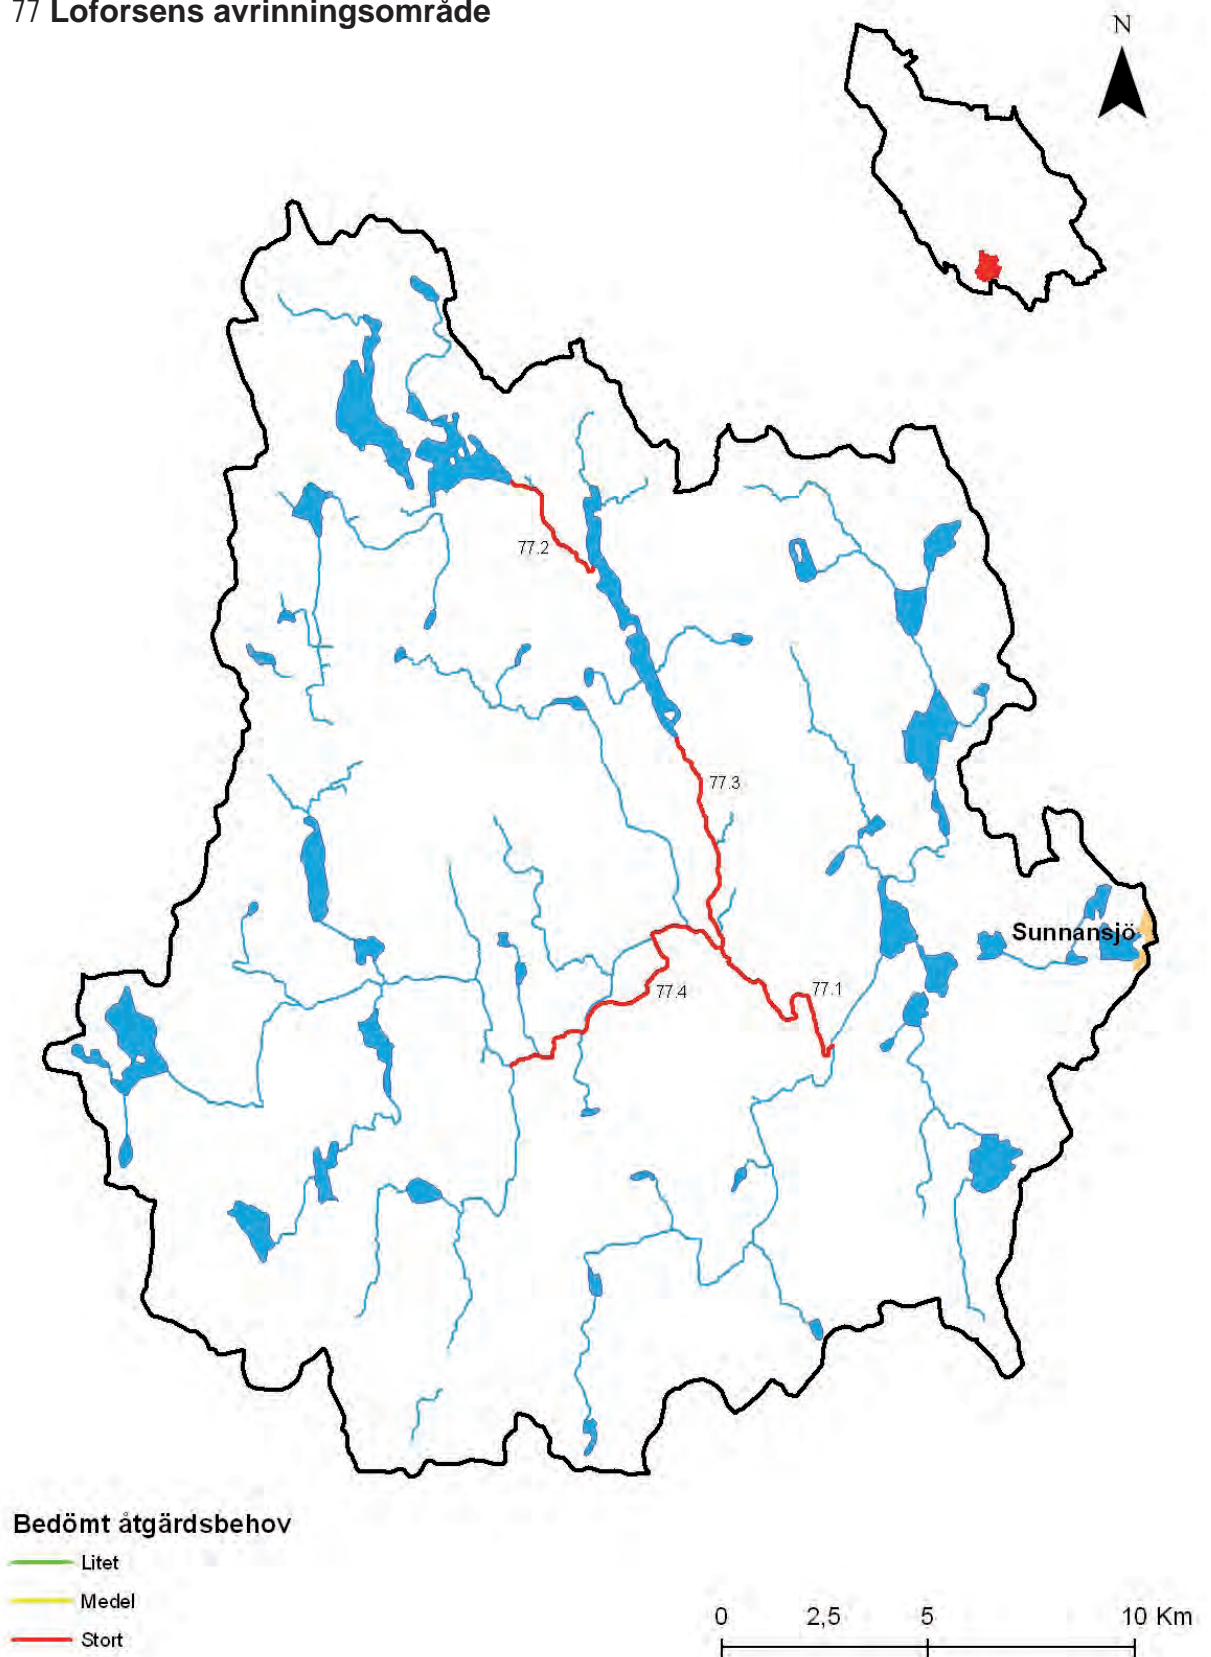 77 Loforsens avrinningsområde
N
77.2
77.3
Sunnansjö
77.4
77.1
Bedömt åtgärdsbehov
Litet
Medel
Stort
0 2,5 5 10 Km